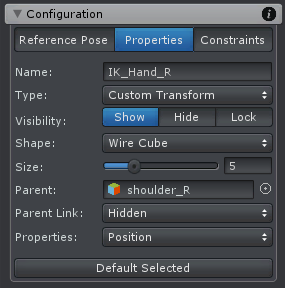 Configuration
Reference Pose Properties Constraints
Name: IK_Hand_R
Type: Custom Transform
Visibility: Show Hide Lock
Shape: Wire Cube
Size: 5
Parent: shoulder_R
Parent Link: Hidden
Properties: Position
Default Selected